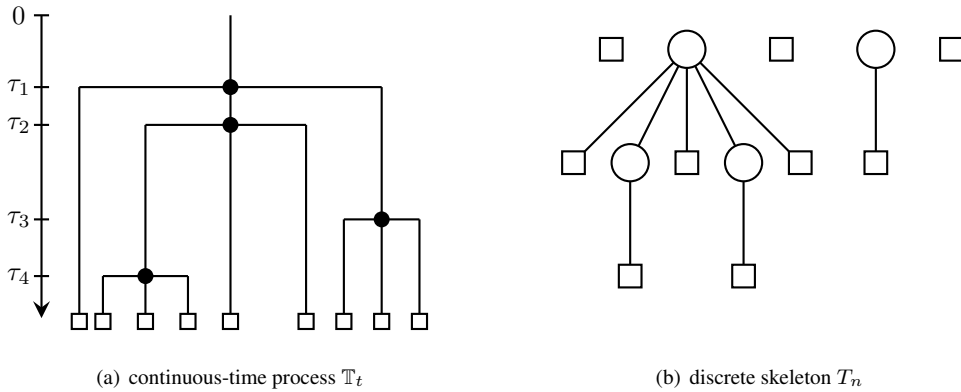 0
τ₁
τ₂
τ₃
τ₄
(a) continuous-time process 𝕋ₜ
(b) discrete skeleton Tₙ